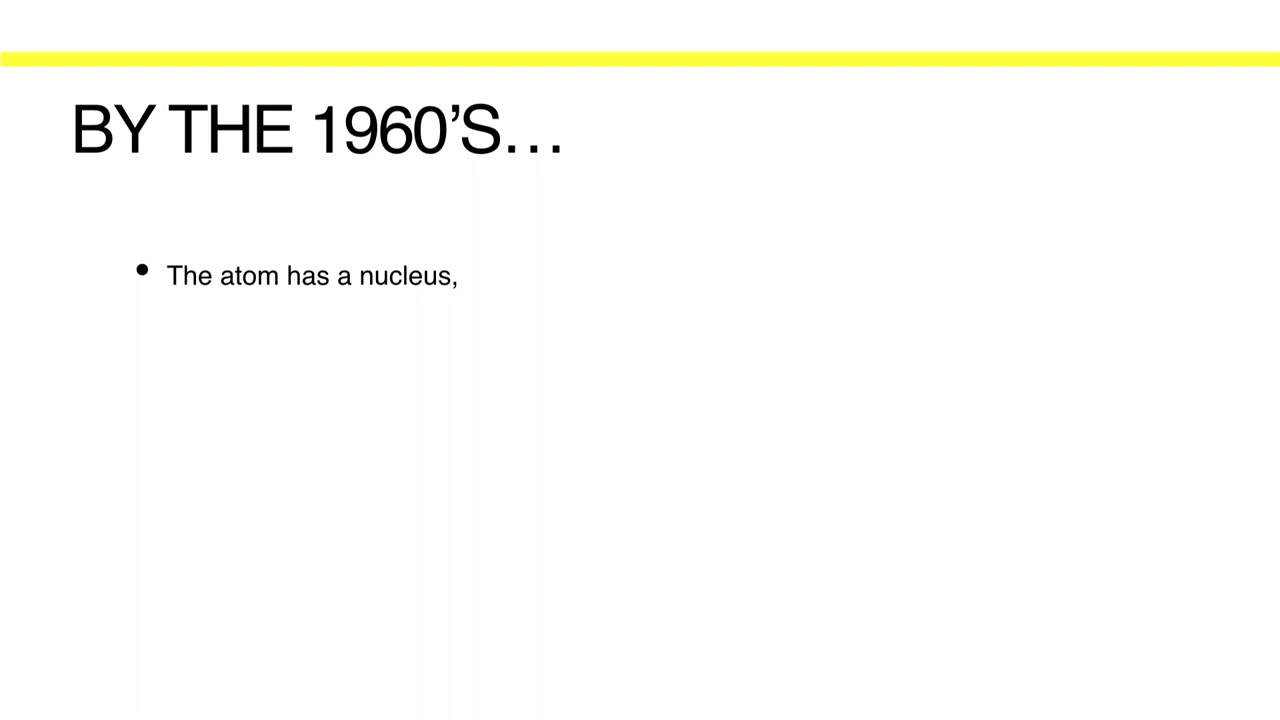 BY THE 1960’S…
• The atom has a nucleus,